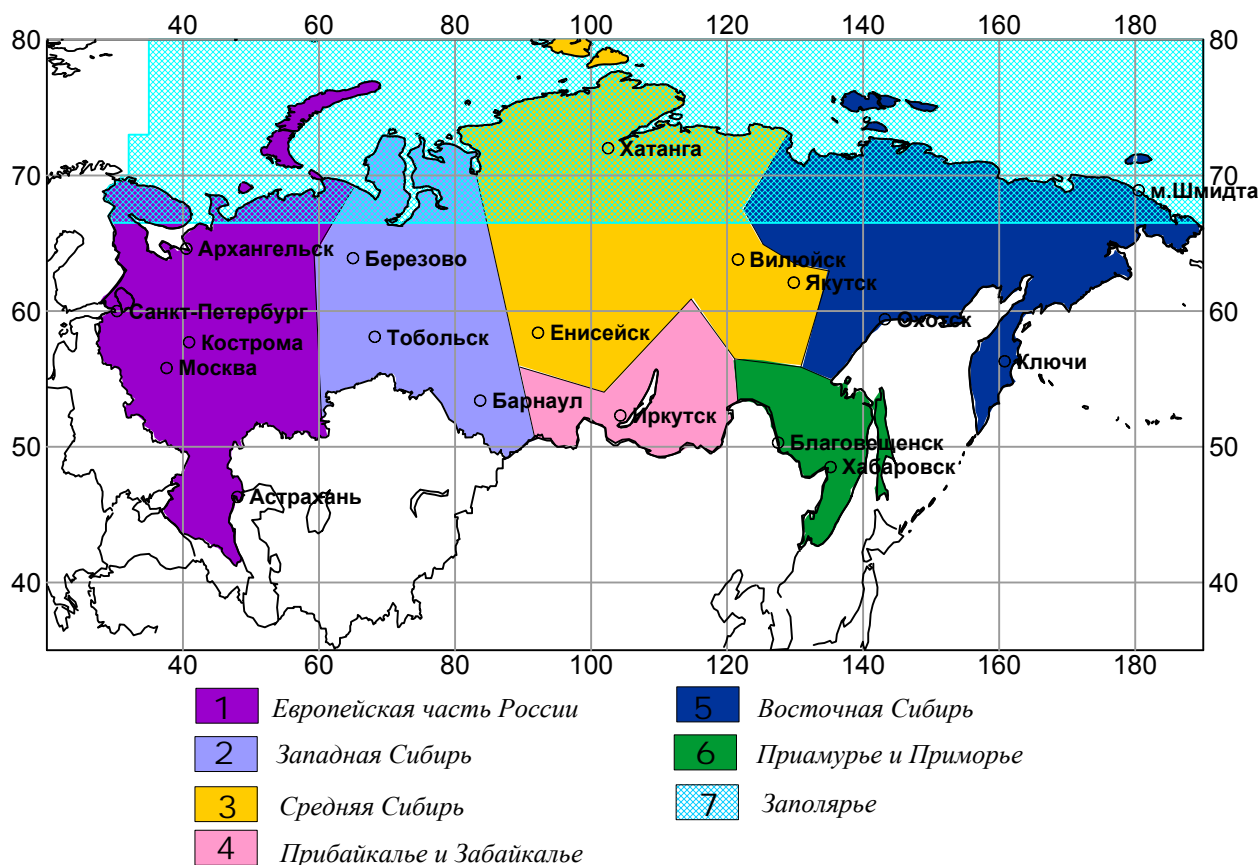 40 60 80 100 120 140 160 180
80 80
Хатанга
70 70
м.Шмидта
Архангельск
Березово
Вилюйск
Якутск
60 60
Санкт-Петербург
Охотск
Енисейск
Тобольск
Кострома
Ключи
Москва
Барнаул
Иркутск
50 50
Благовещенск
Хабаровск
Астрахань
40 40
40 60 80 100 120 140 160 180
1 Европейская часть России
2 Западная Сибирь
3 Средняя Сибирь
4 Прибайкалье и Забайкалье
5 Восточная Сибирь
6 Приамурье и Приморье
7 Заполярье